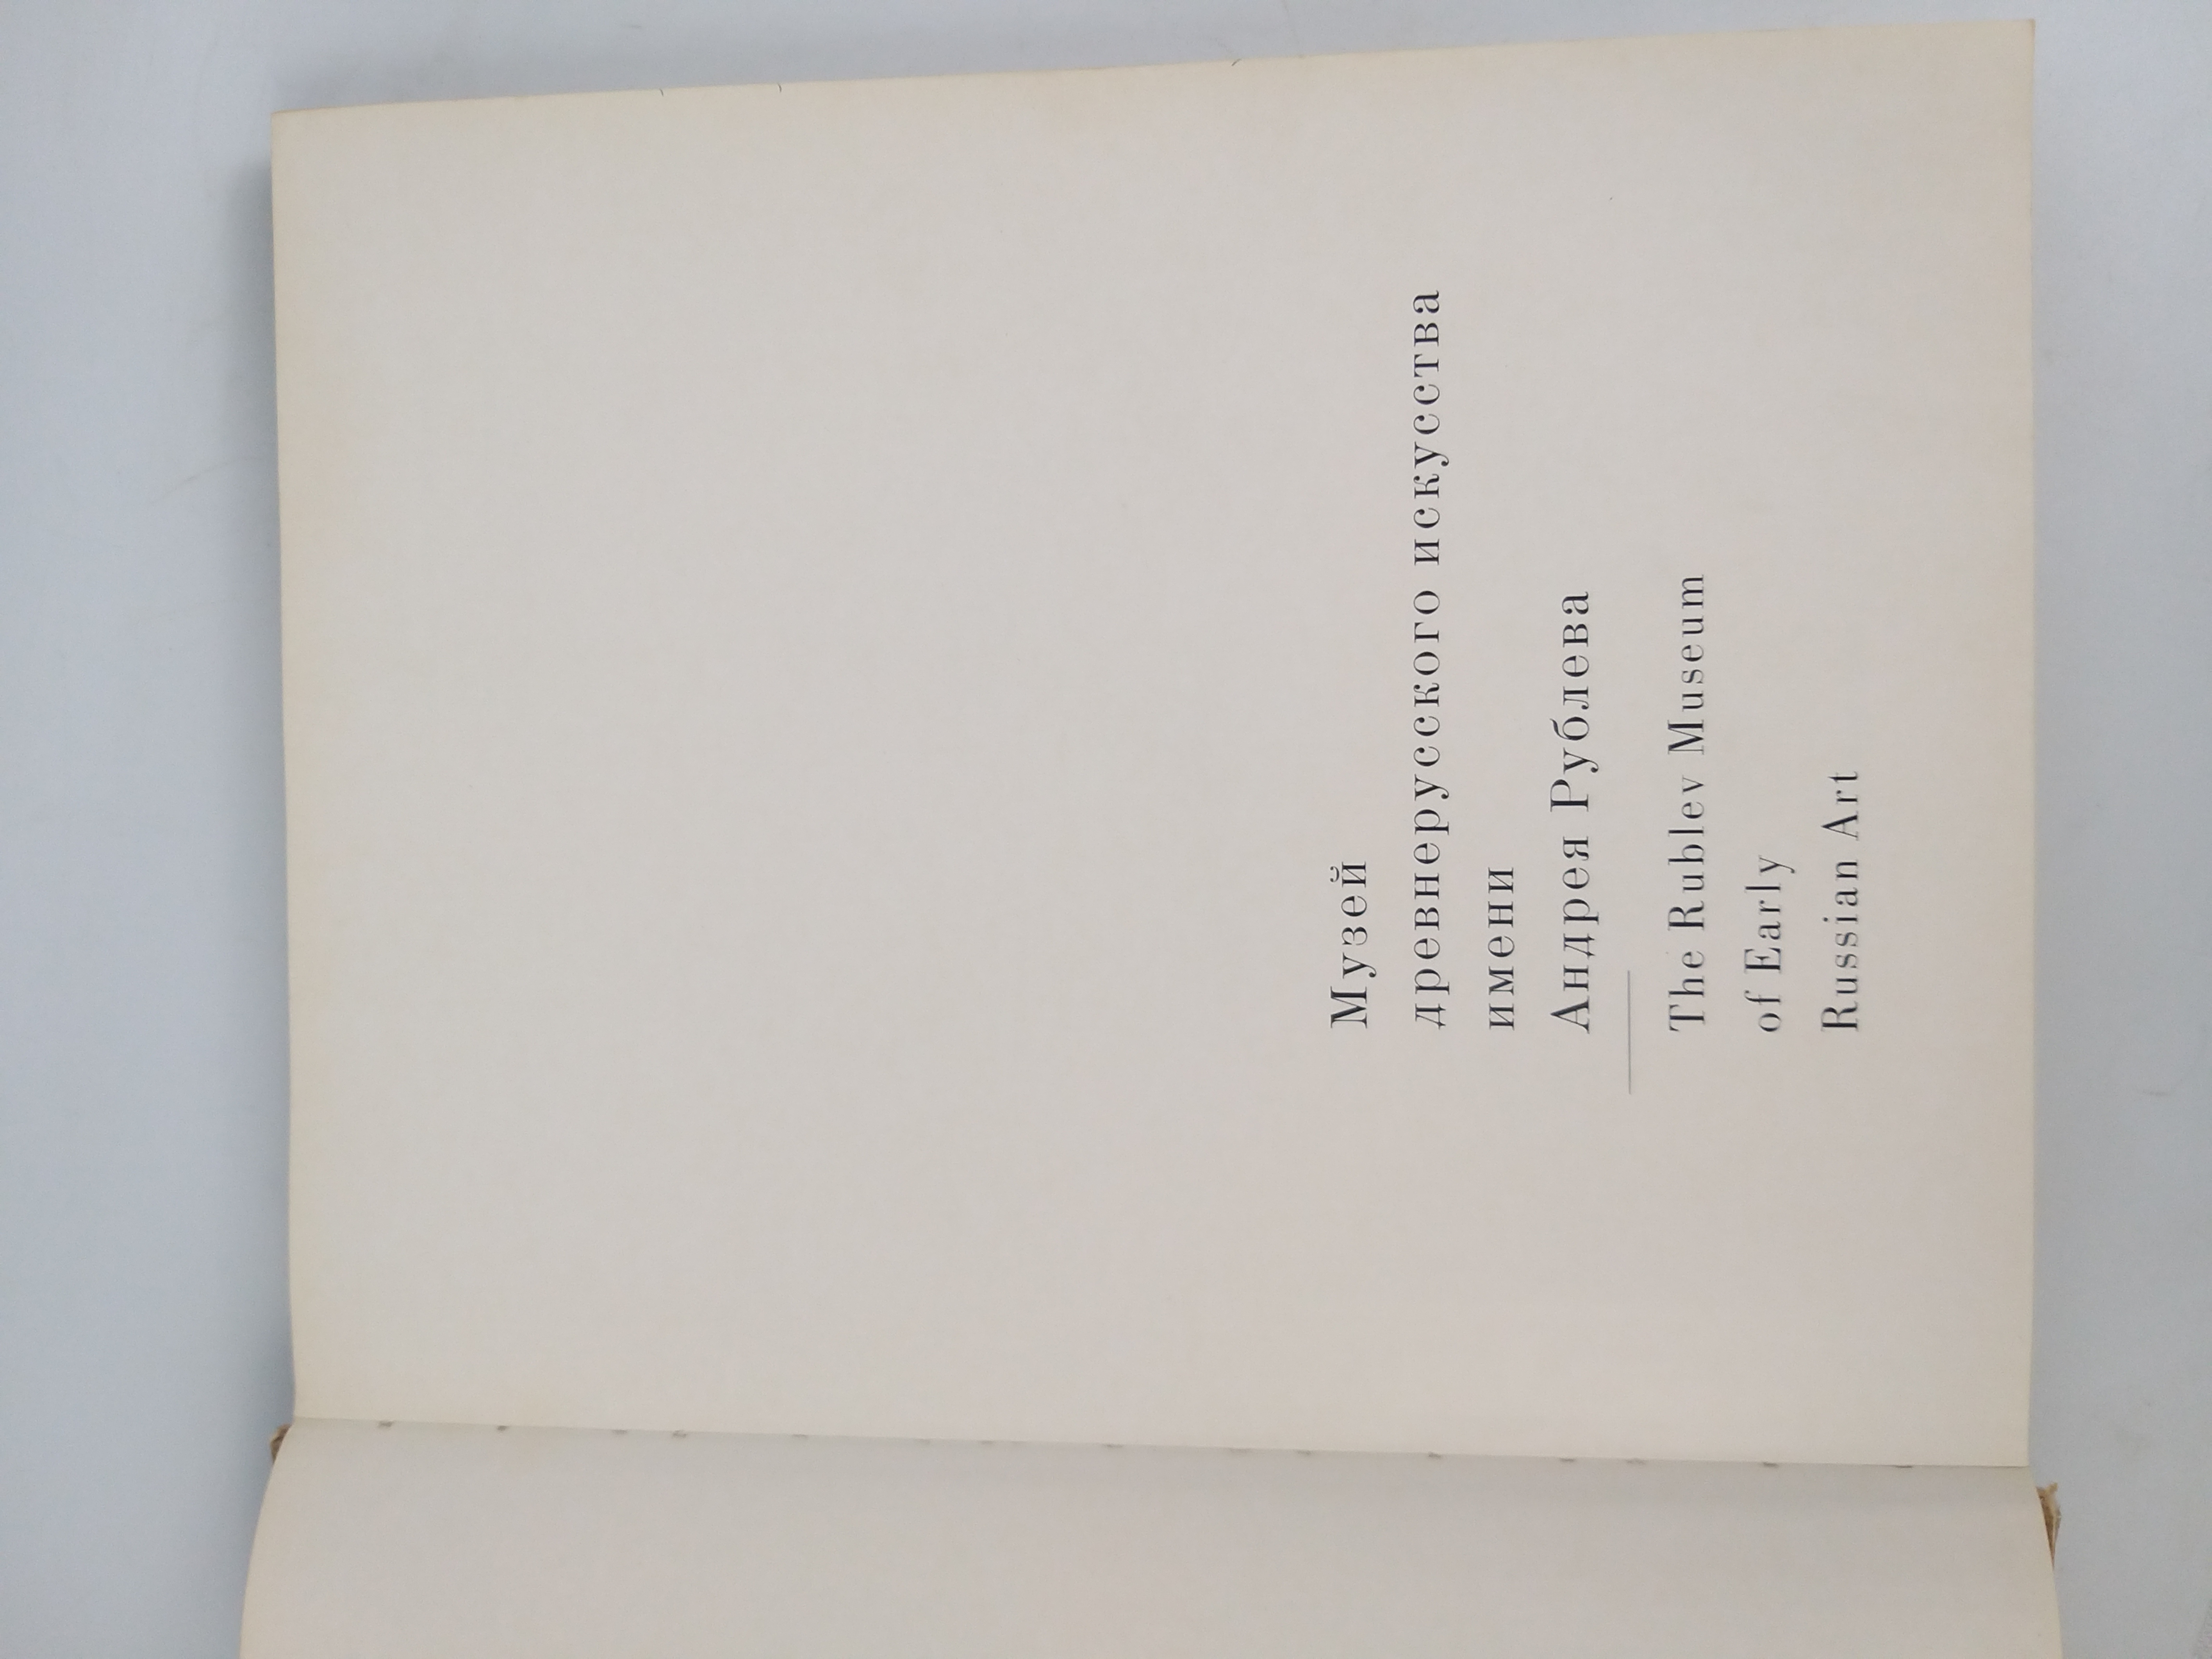 Музей
древнерусского искусства
имени
Андрея Рублева
The Rublev Museum
of Early
Russian Art